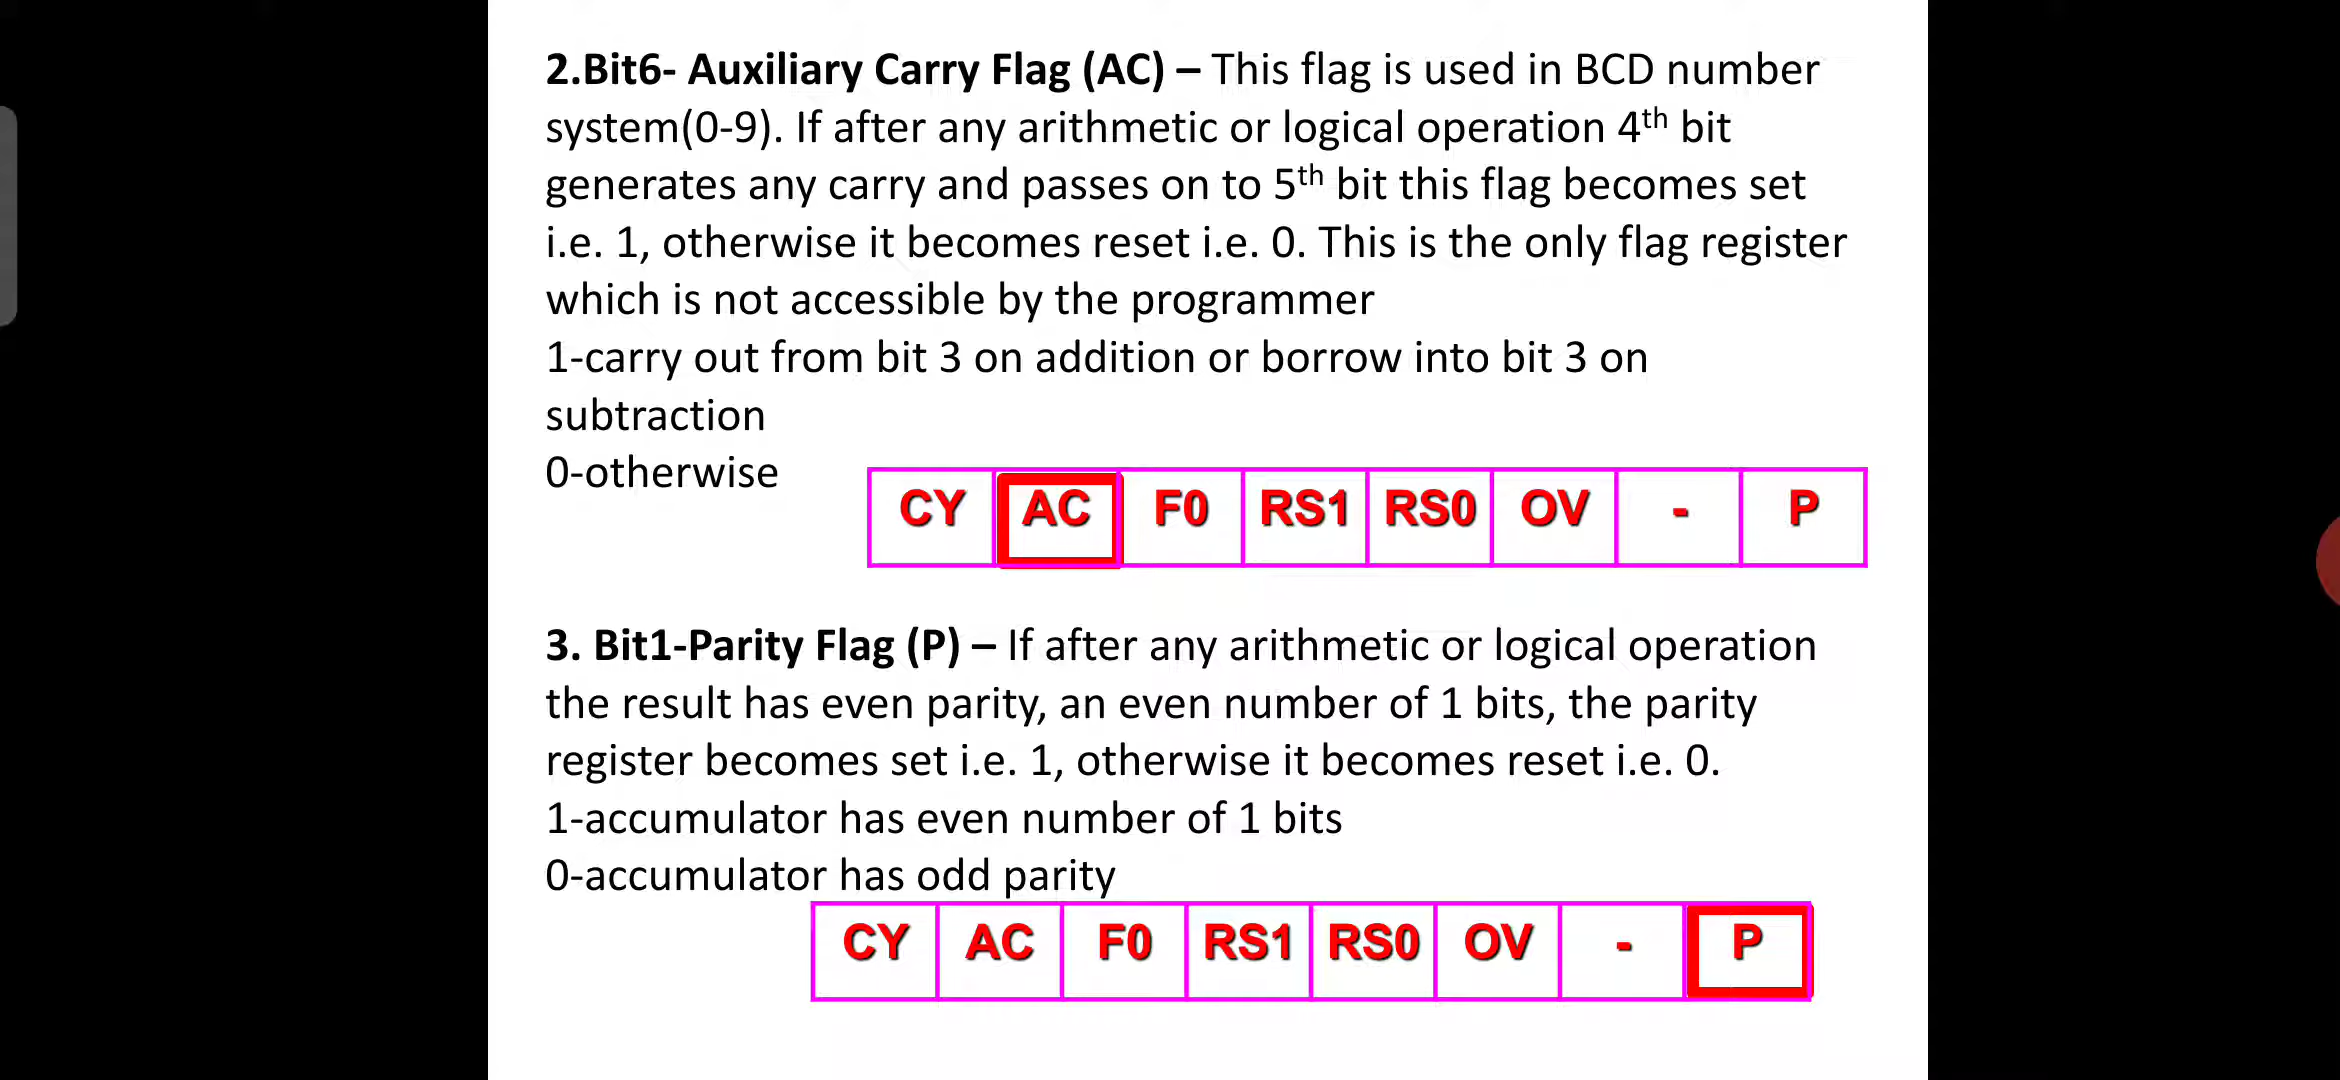 2.Bit6- Auxiliary Carry Flag (AC) – This flag is used in BCD number
system(0-9). If after any arithmetic or logical operation 4th bit
generates any carry and passes on to 5th bit this flag becomes set
i.e. 1, otherwise it becomes reset i.e. 0. This is the only flag register
which is not accessible by the programmer
1-carry out from bit 3 on addition or borrow into bit 3 on
subtraction
0-otherwise
CY AC F0 RS1 RS0 OV - P
3. Bit1-Parity Flag (P) – If after any arithmetic or logical operation
the result has even parity, an even number of 1 bits, the parity
register becomes set i.e. 1, otherwise it becomes reset i.e. 0.
1-accumulator has even number of 1 bits
0-accumulator has odd parity
CY AC F0 RS1 RS0 OV - P